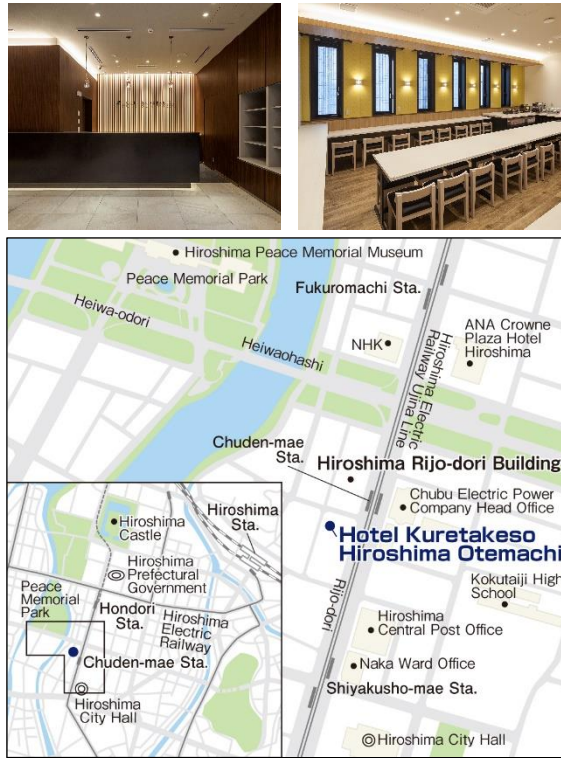 Hiroshima Peace Memorial Museum
Peace Memorial Park
Fukuromachi Sta.
Heiwa-odori
Heiwaohashi
NHK
Hiroshima Electric
Railway Ujina Line
ANA Crowne
Plaza Hotel
Hiroshima
Chuden-mae
Sta.
Hiroshima Rijo-dori Building
Chubu Electric Power
Company Head Office
Hotel Kuretakeso
Hiroshima Otemachi
Kokutaiji High
School
Rijo-dori
Hiroshima
Central Post Office
Naka Ward Office
Shiyakusho-mae Sta.
Hiroshima City Hall
Hiroshima
Sta.
Hiroshima
Castle
Hiroshima
Prefectural
Government
Peace
Memorial
Park
Hondori
Sta.
Hiroshima
Electric
Railway
Chuden-mae Sta.
Hiroshima
City Hall